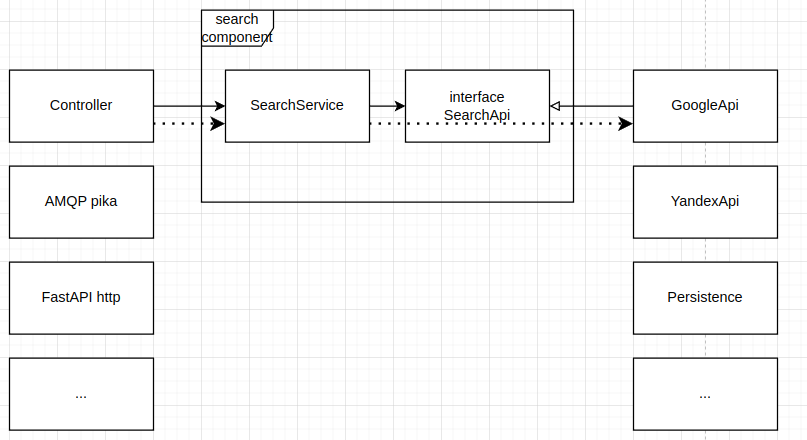 search
component
Controller
SearchService
interface
SearchApi
GoogleApi
AMQP pika
YandexApi
FastAPI http
Persistence
...
...